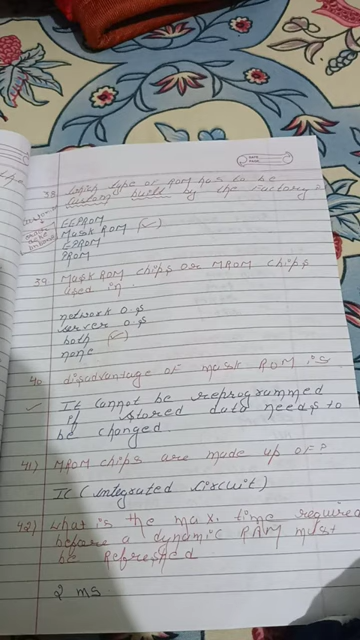 38 which type of ROM has to be
custom built by the factory?
EEPROM
Mask ROM (✓)
EPROM
PROM
39. Mask ROM chips or MROM chips
used in.
network o.s
server o.s
both (✓)
none
40 disadvantage of mask ROM is
✓ It cannot be reprogrammed
if stored data needs to
be changed
41) MROM chips are made up of?
IC (integrated circuit)
42) what is the max. time required
before a dynamic RAM must
be Refreshed
2 ms